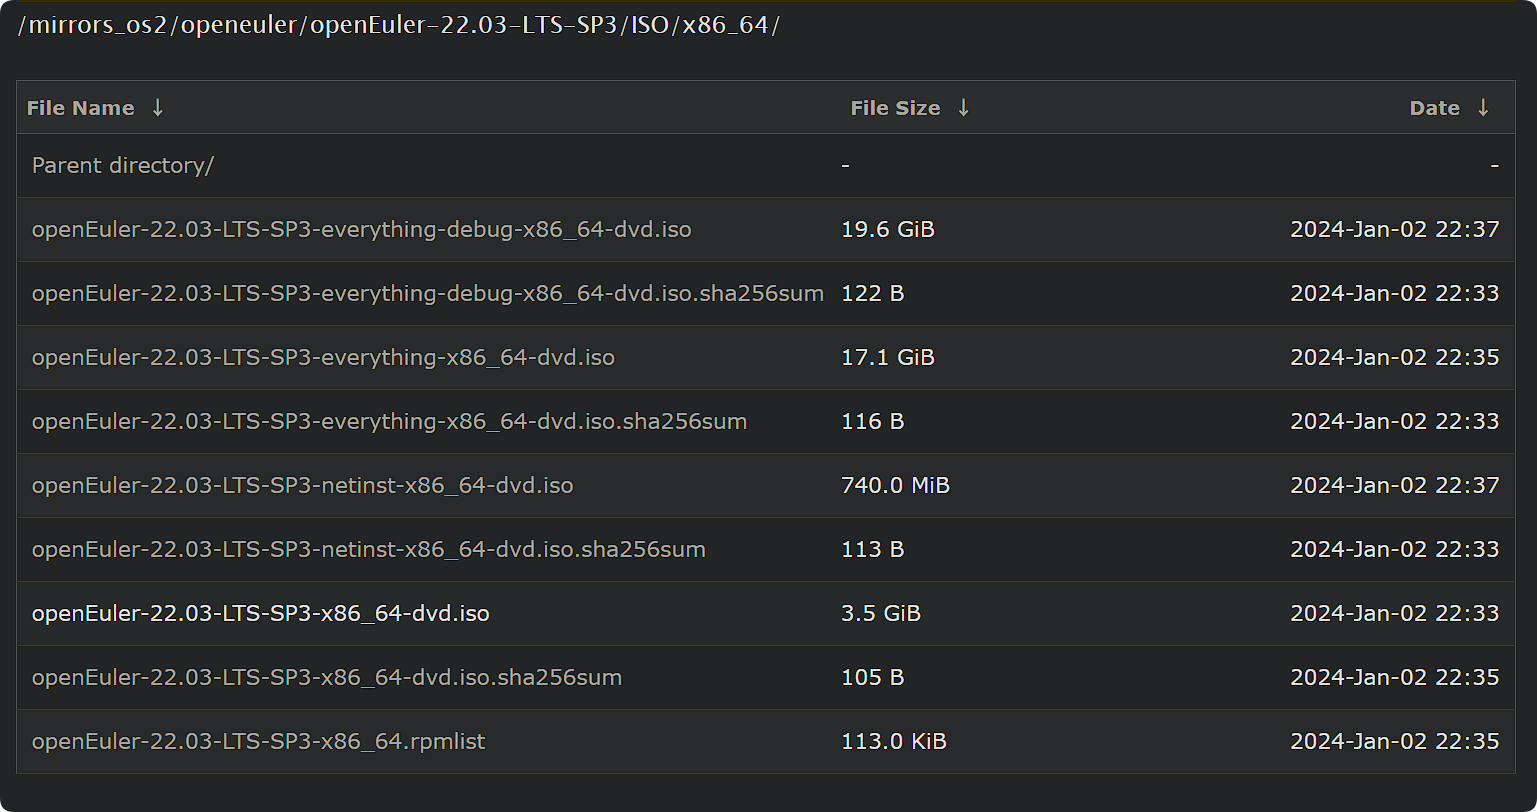 /mirrors_os2/openeuler/openEuler-22.03-LTS-SP3/ISO/x86_64/
File Name ↓ File Size ↓ Date ↓
Parent directory/ - -
openEuler-22.03-LTS-SP3-everything-debug-x86_64-dvd.iso 19.6 GiB 2024-Jan-02 22:37
openEuler-22.03-LTS-SP3-everything-debug-x86_64-dvd.iso.sha256sum 122 B 2024-Jan-02 22:33
openEuler-22.03-LTS-SP3-everything-x86_64-dvd.iso 17.1 GiB 2024-Jan-02 22:35
openEuler-22.03-LTS-SP3-everything-x86_64-dvd.iso.sha256sum 116 B 2024-Jan-02 22:33
openEuler-22.03-LTS-SP3-netinst-x86_64-dvd.iso 740.0 MiB 2024-Jan-02 22:37
openEuler-22.03-LTS-SP3-netinst-x86_64-dvd.iso.sha256sum 113 B 2024-Jan-02 22:33
openEuler-22.03-LTS-SP3-x86_64-dvd.iso 3.5 GiB 2024-Jan-02 22:33
openEuler-22.03-LTS-SP3-x86_64-dvd.iso.sha256sum 105 B 2024-Jan-02 22:35
openEuler-22.03-LTS-SP3-x86_64.rpmlist 113.0 KiB 2024-Jan-02 22:35